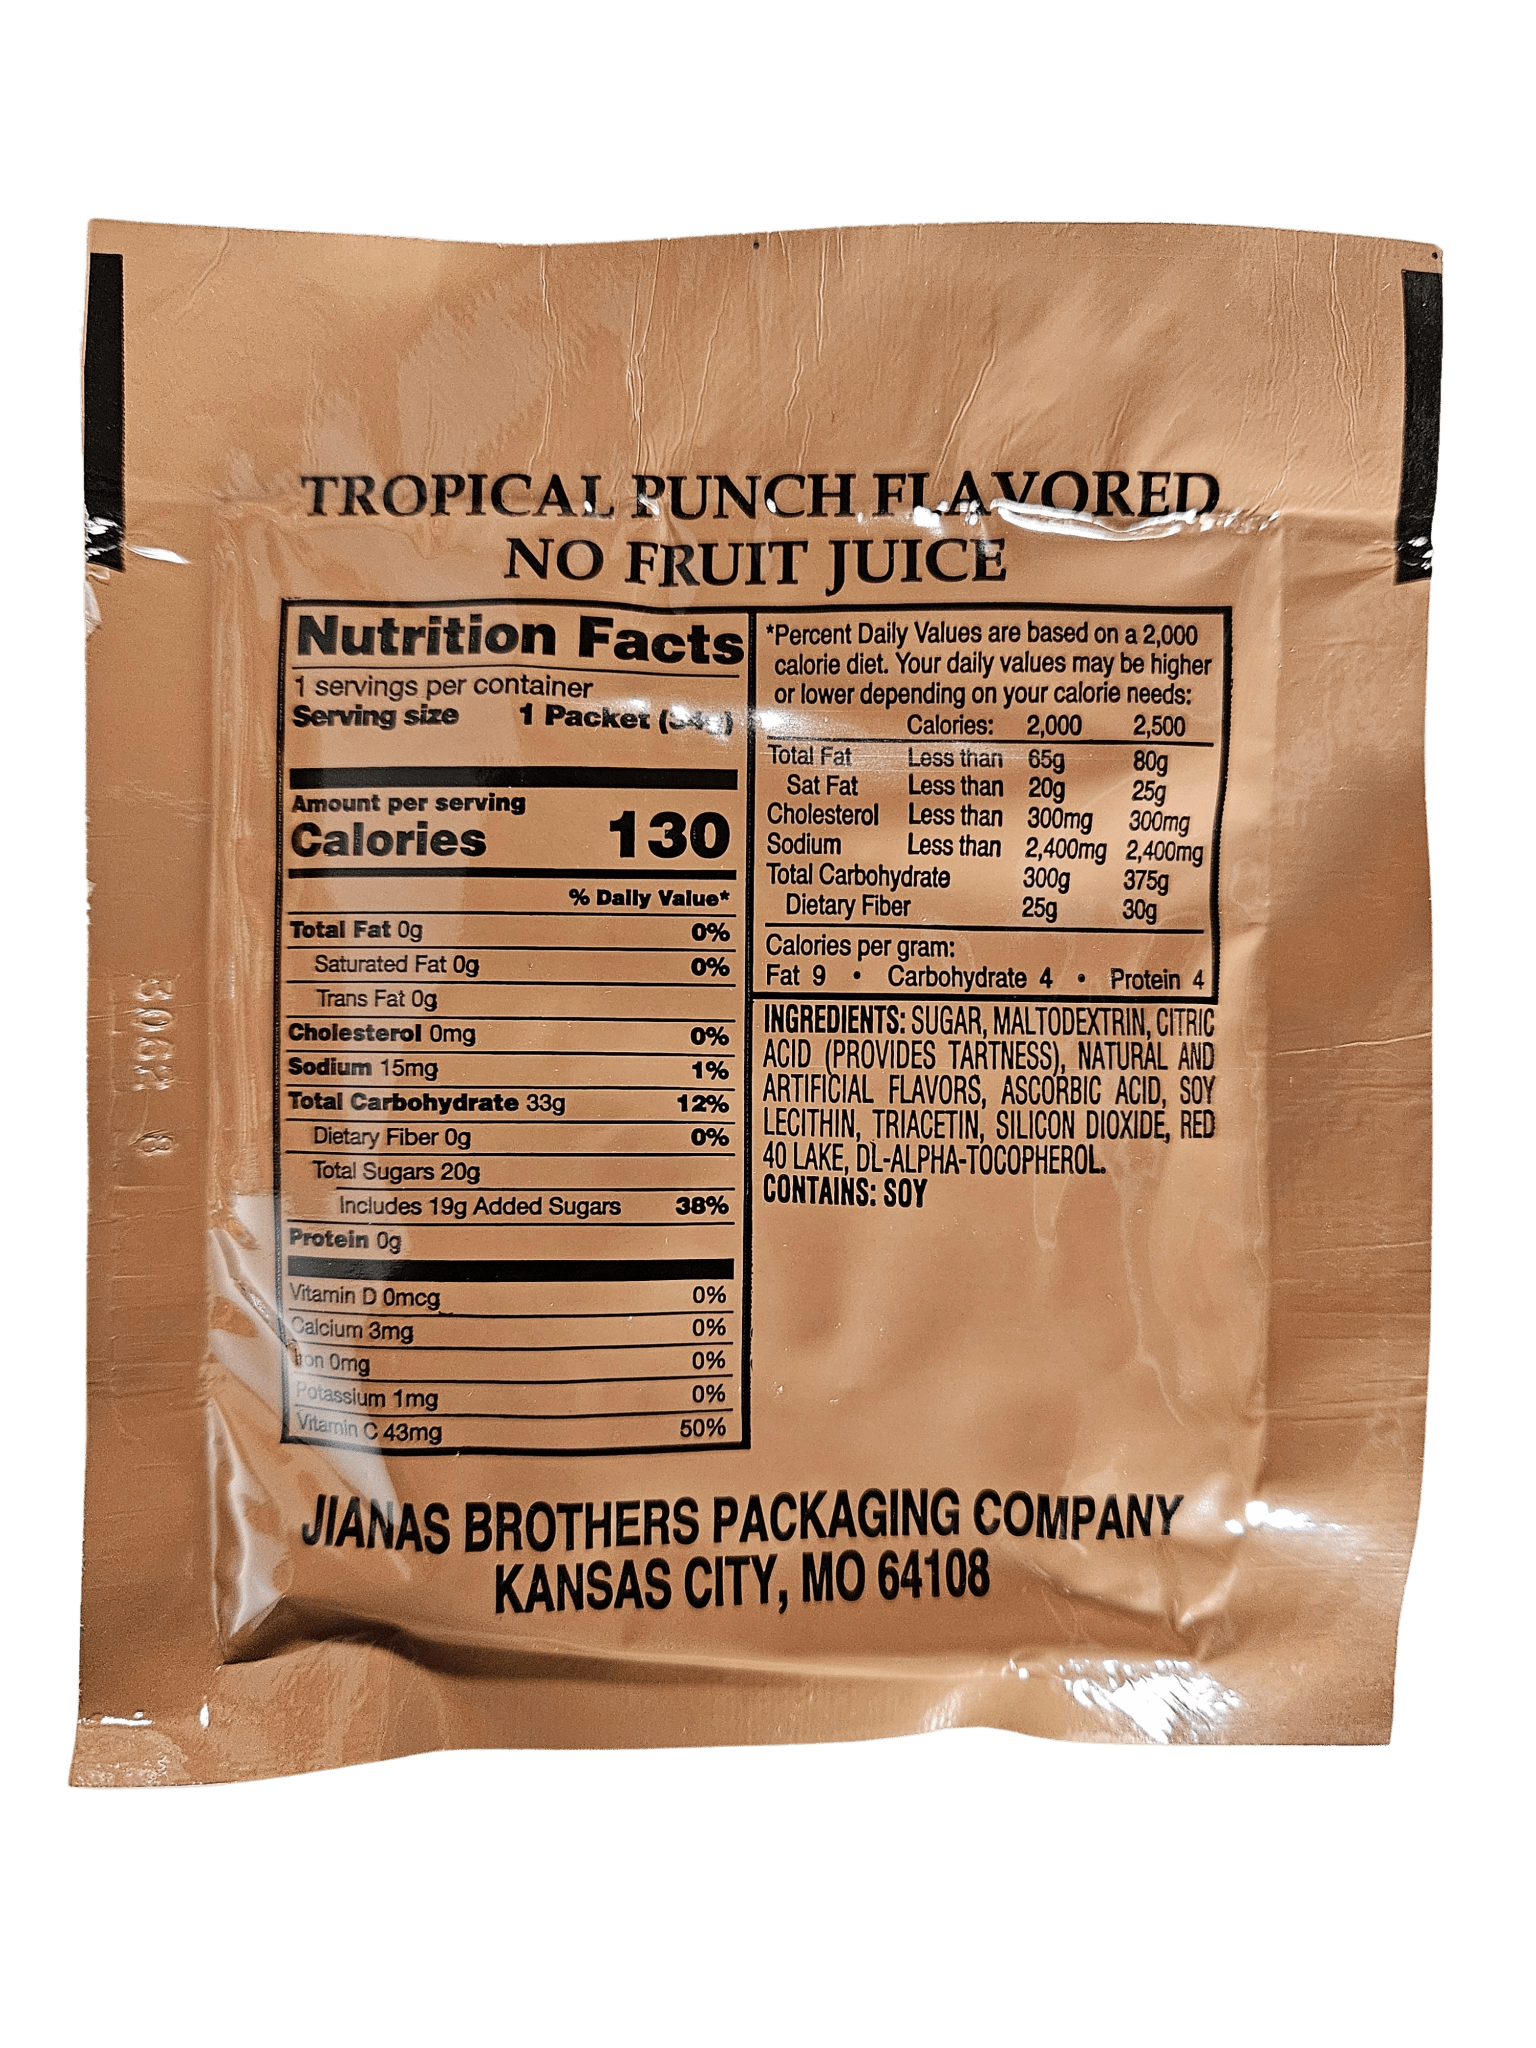 TROPICAL PUNCH FLAVORED
NO FRUIT JUICE
Nutrition Facts
1 servings per container
Serving size 1 Packet (34g)
Amount per serving
Calories 130
% Daily Value*
Total Fat 0g 0%
Saturated Fat 0g 0%
Trans Fat 0g
Cholesterol 0mg 0%
Sodium 15mg 1%
Total Carbohydrate 33g 12%
Dietary Fiber 0g 0%
Total Sugars 20g
Includes 19g Added Sugars 38%
Protein 0g
Vitamin D 0mcg 0%
Calcium 3mg 0%
Iron 0mg 0%
Potassium 1mg 0%
Vitamin C 43mg 50%
*Percent Daily Values are based on a 2,000
calorie diet. Your daily values may be higher
or lower depending on your calorie needs:
Calories: 2,000 2,500
Total Fat Less than 65g 80g
Sat Fat Less than 20g 25g
Cholesterol Less than 300mg 300mg
Sodium Less than 2,400mg 2,400mg
Total Carbohydrate 300g 375g
Dietary Fiber 25g 30g
Calories per gram:
Fat 9 • Carbohydrate 4 • Protein 4
INGREDIENTS: SUGAR, MALTODEXTRIN, CITRIC
ACID (PROVIDES TARTNESS), NATURAL AND
ARTIFICIAL FLAVORS, ASCORBIC ACID, SOY
LECITHIN, TRIACETIN, SILICON DIOXIDE, RED
40 LAKE, DL-ALPHA-TOCOPHEROL.
CONTAINS: SOY
JIANAS BROTHERS PACKAGING COMPANY
KANSAS CITY, MO 64108